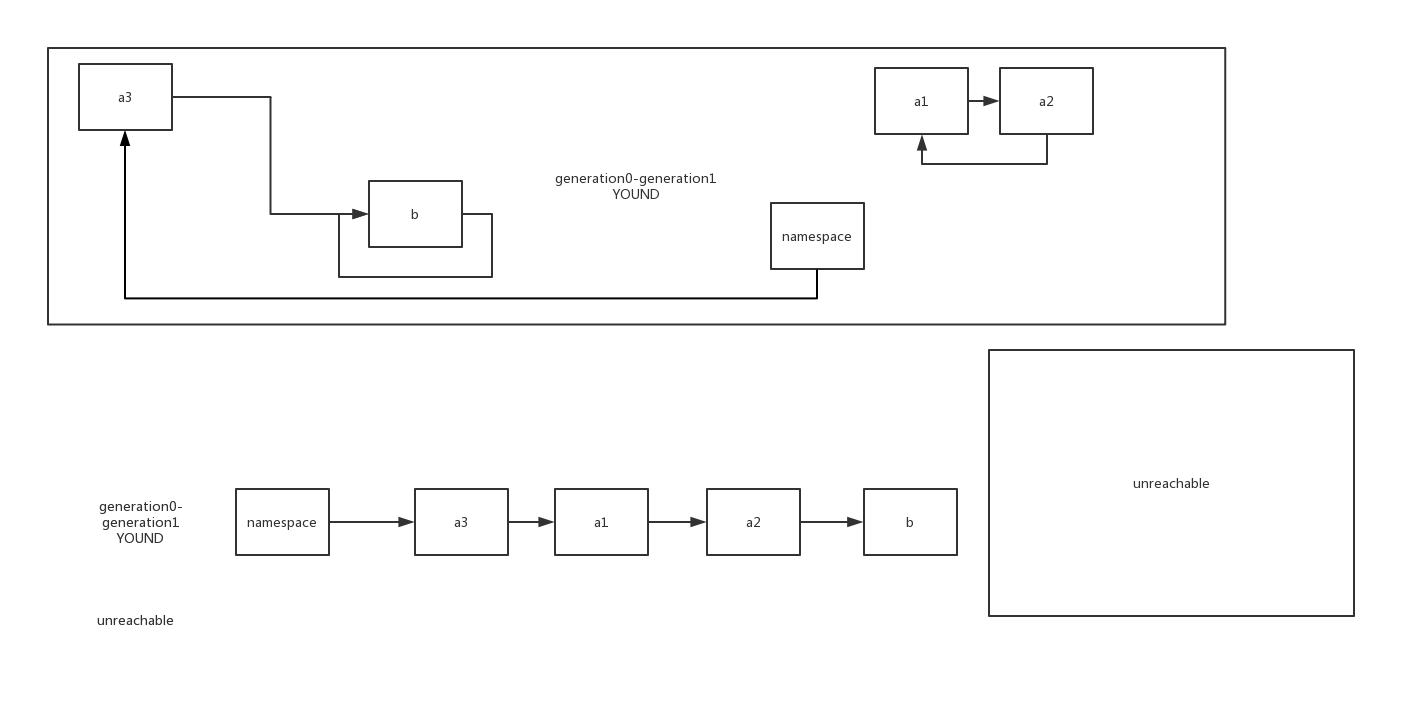 a3
a1
a2
generation0-generation1
YOUND
b
namespace
unreachable
generation0-
generation1
YOUND
namespace
a3
a1
a2
b
unreachable